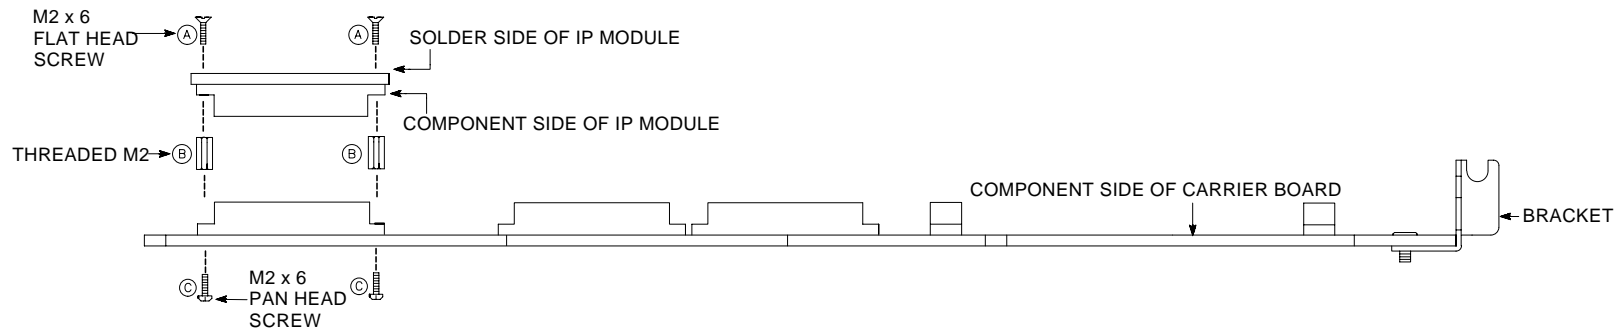 M2 x 6
FLAT HEAD
SCREW
A
A
SOLDER SIDE OF IP MODULE
COMPONENT SIDE OF IP MODULE
THREADED M2
B
B
COMPONENT SIDE OF CARRIER BOARD
BRACKET
C
M2 x 6
PAN HEAD
SCREW
C